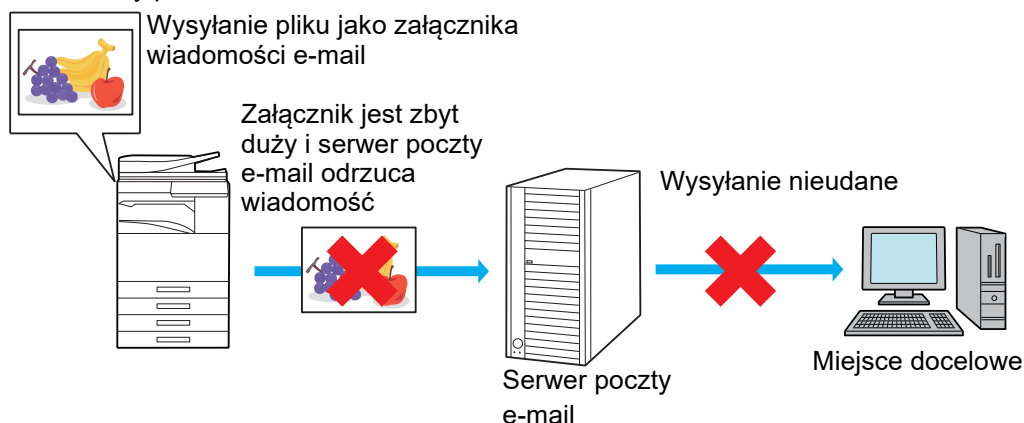 Wysyłanie pliku jako załącznika
wiadomości e-mail
Załącznik jest zbyt
duży i serwer poczty
e-mail odrzuca
wiadomość
Wysyłanie nieudane
Serwer poczty
e-mail
Miejsce docelowe